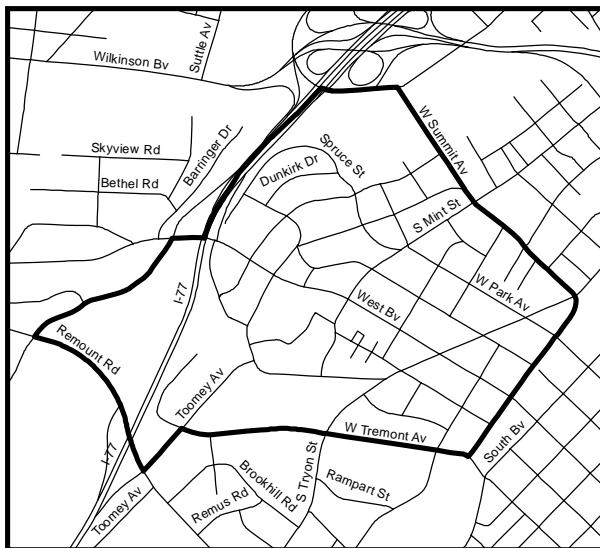 Suttle Av
Wilkinson Bv
W Summit Av
Skyview Rd
Barringer Dr
Spruce St
Dunkirk Dr
Bethel Rd
S Mint St
W Park Av
I-77
West Bv
Remount Rd
Toomey Av
W Tremont Av
South Bv
I-77
S Tryon St
Brookhill Rd
Rampart St
Toomey Av
Remus Rd